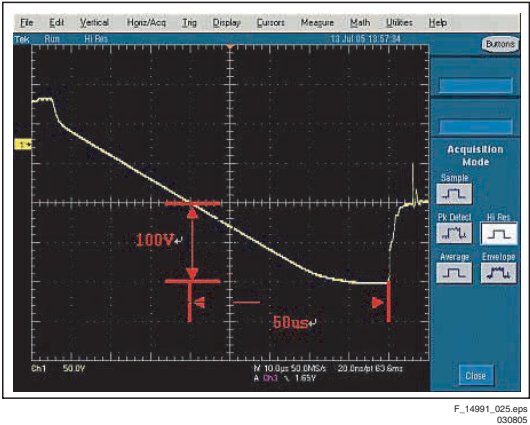 File Edit Vertical Horiz/Acq Trig Display Cursors Measure Math Utilities Help
Tek Run Hi Res 13 Jul 05 13:57:34 Buttons
1
Acquisition
Mode
Sample
Pk Detect Hi Res
Average Envelope
100V↵
50us↵
Ch1 50.0V M 10.0µs 50.0MS/s 20.0ns/pt 63.6ms
A Ch3 1.65V
Close
F_14991_025.eps
030805